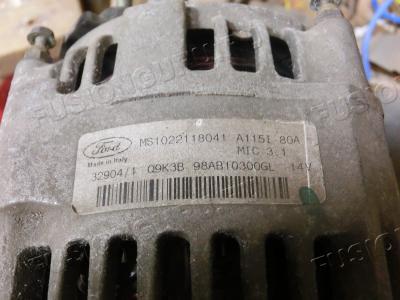 Ford MS1022118041 A115I 80A
Made in Italy MIC 3.1
32904/1 Q9K3B 98AB10300GL 14V